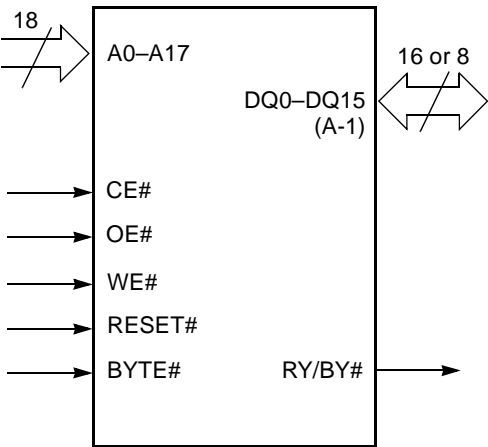 18
A0–A17
16 or 8
DQ0–DQ15
(A-1)
CE#
OE#
WE#
RESET#
BYTE#
RY/BY#